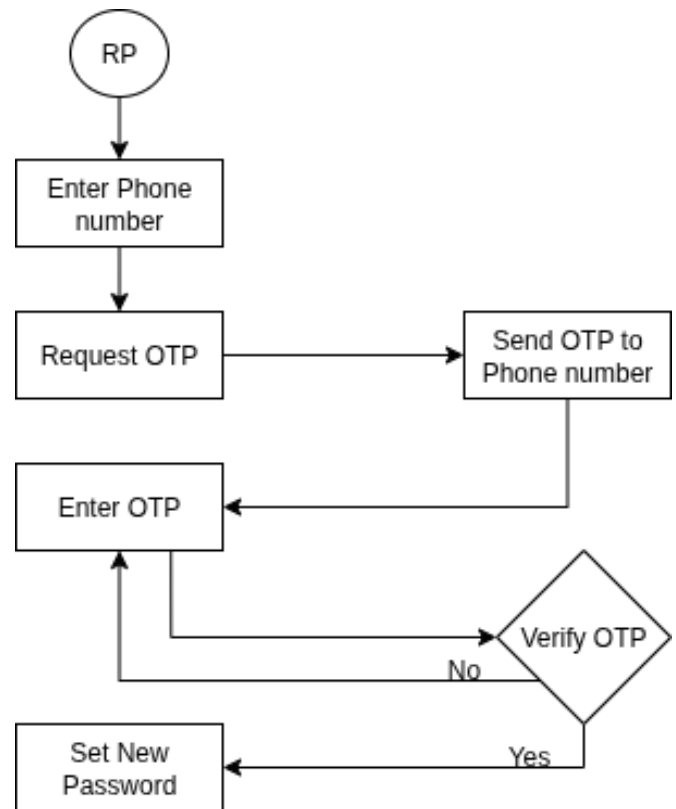 RP
Enter Phone
number
Request OTP
Send OTP to
Phone number
Enter OTP
Verify OTP
No
Yes
Set New
Password